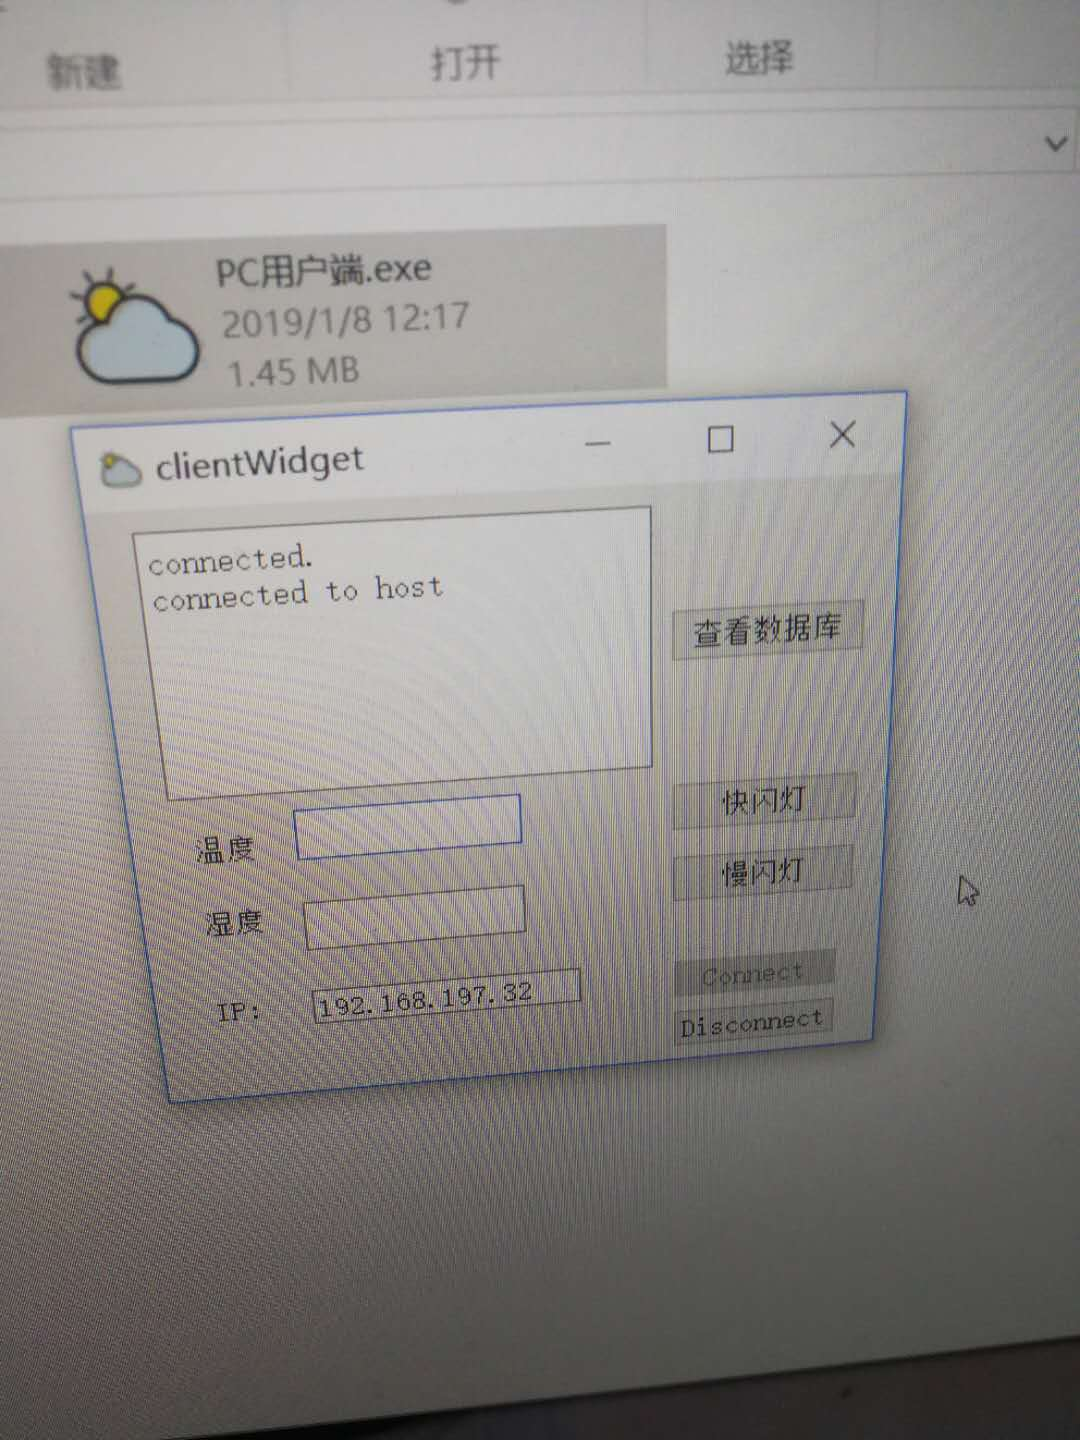 新建
打开
选择
PC用户端.exe
2019/1/8 12:17
1.45 MB
clientWidget
connected.
connected to host
查看数据库
快闪灯
温度
慢闪灯
湿度
Connect
IP:
192.168.197.32
Disconnect